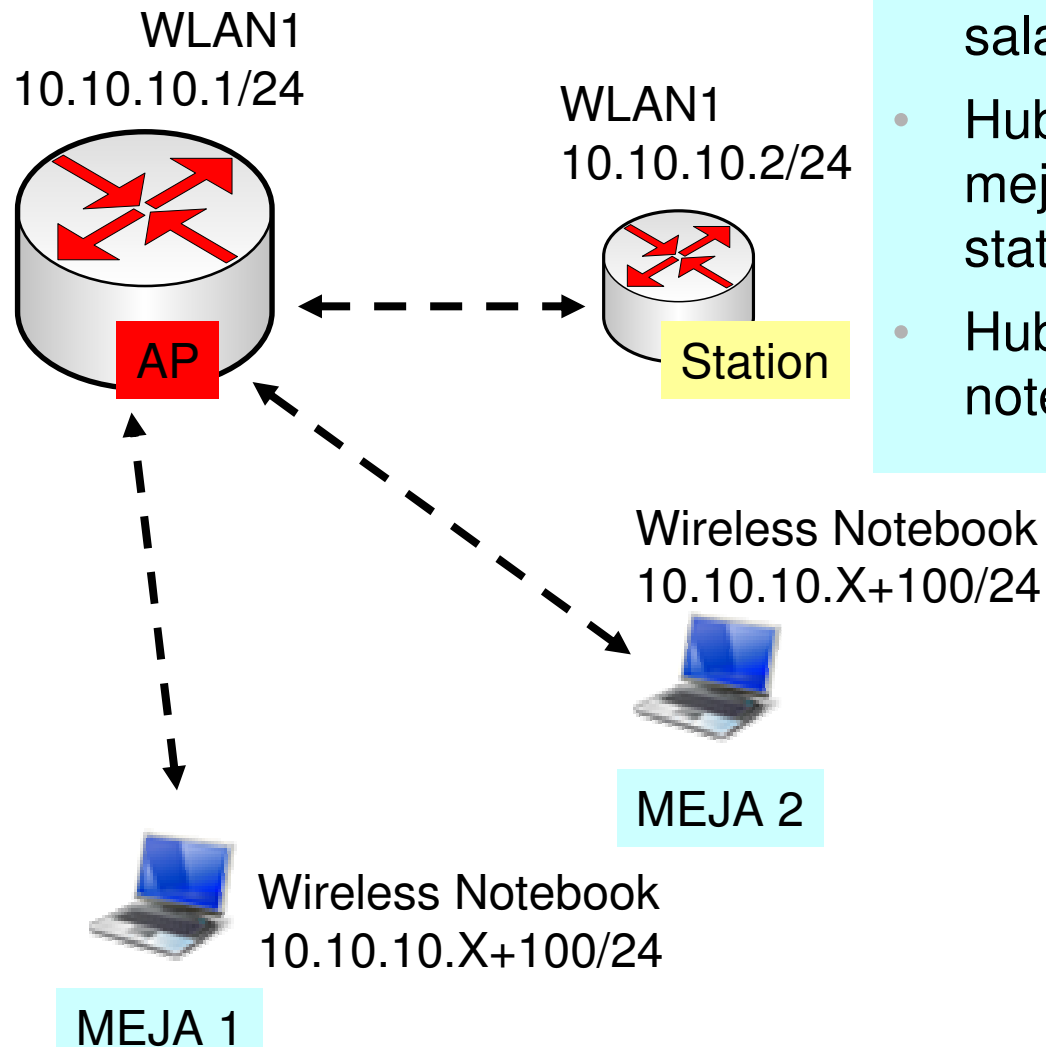 WLAN1
10.10.10.1/24
WLAN1
10.10.10.2/24
AP
Station
Wireless Notebook
10.10.10.X+100/24
MEJA 2
Wireless Notebook
10.10.10.X+100/24
MEJA 1